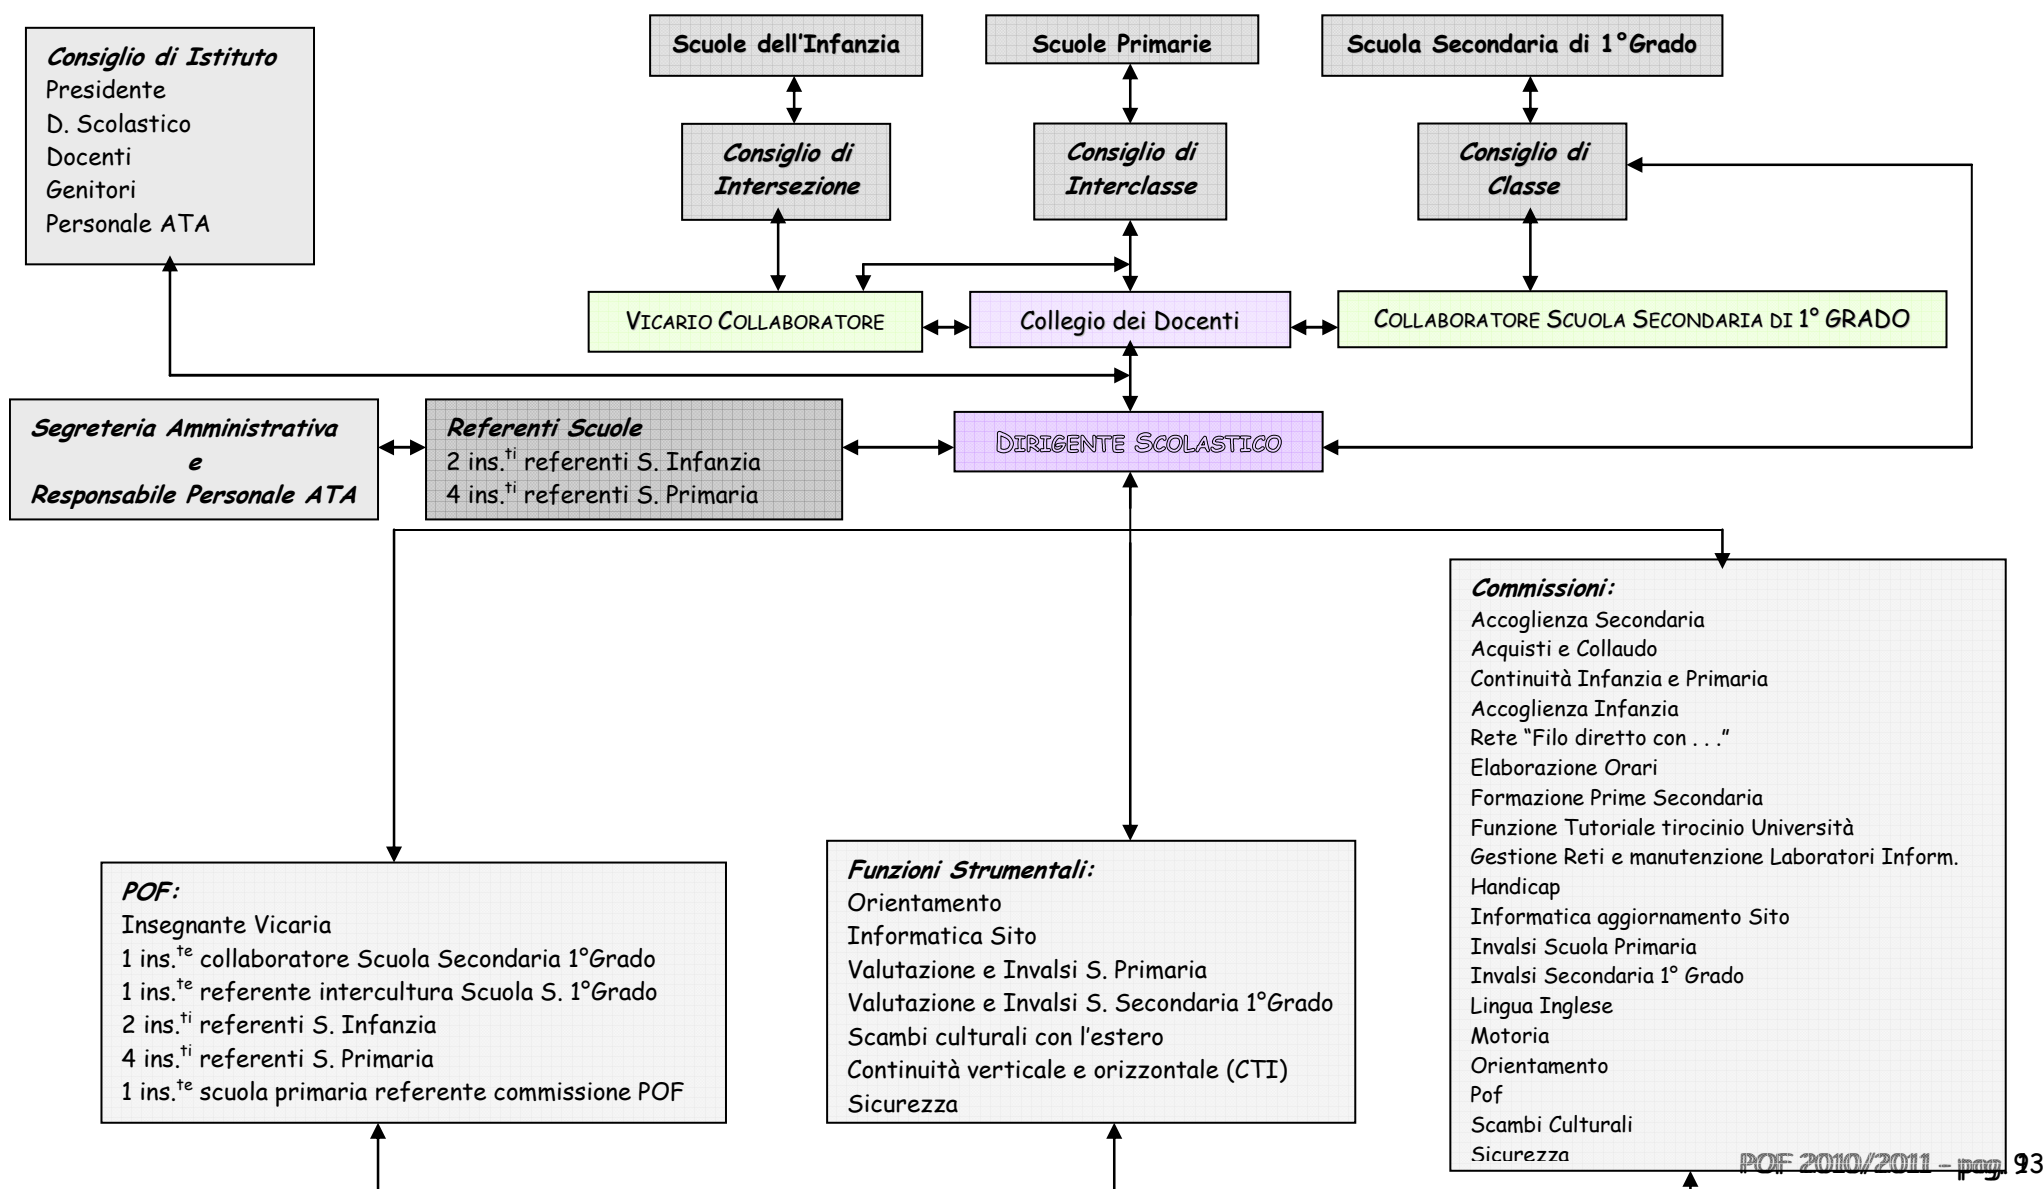 Consiglio di Istituto
Presidente
D. Scolastico
Docenti
Genitori
Personale ATA
Scuole dell'Infanzia
Scuole Primarie
Scuola Secondaria di 1°Grado
Consiglio di
Intersezione
Consiglio di
Interclasse
Consiglio di
Classe
VICARIO COLLABORATORE
Collegio dei Docenti
COLLABORATORE SCUOLA SECONDARIA DI 1° GRADO
Segreteria Amministrativa
e
Responsabile Personale ATA
Referenti Scuole
2 ins.ti referenti S. Infanzia
4 ins.ti referenti S. Primaria
DIRIGENTE SCOLASTICO
POF:
Insegnante Vicaria
1 ins.te collaboratore Scuola Secondaria 1°Grado
1 ins.te referente intercultura Scuola S. 1°Grado
2 ins.ti referenti S. Infanzia
4 ins.ti referenti S. Primaria
1 ins.te scuola primaria referente commissione POF
Funzioni Strumentali:
Orientamento
Informatica Sito
Valutazione e Invalsi S. Primaria
Valutazione e Invalsi S. Secondaria 1°Grado
Scambi culturali con l'estero
Continuità verticale e orizzontale (CTI)
Sicurezza
Commissioni:
Accoglienza Secondaria
Acquisti e Collaudo
Continuità Infanzia e Primaria
Accoglienza Infanzia
Rete "Filo diretto con . . ."
Elaborazione Orari
Formazione Prime Secondaria
Funzione Tutoriale tirocinio Università
Gestione Reti e manutenzione Laboratori Inform.
Handicap
Informatica aggiornamento Sito
Invalsi Scuola Primaria
Invalsi Secondaria 1° Grado
Lingua Inglese
Motoria
Orientamento
Pof
Scambi Culturali
Sicurezza
POF 2010/2011 - pag.